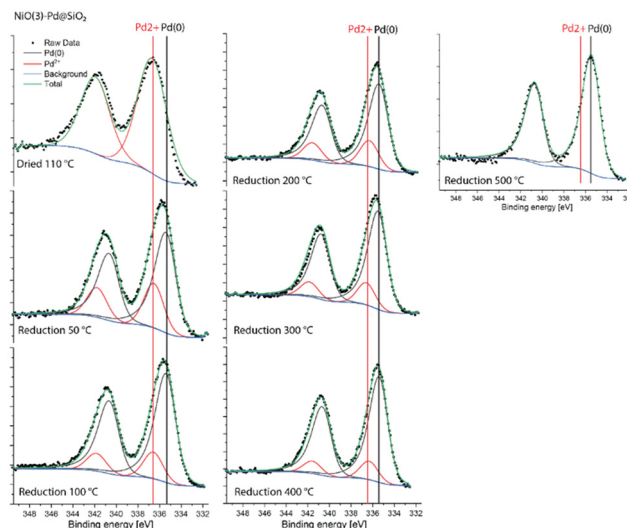 NiO(3)-Pd@SiO₂
Pd2+ Pd(0)
Raw Data
Pd(0)
Pd²⁺
Background
Total
Dried 110 °C
Reduction 50 °C
Reduction 100 °C
348 346 344 342 340 338 336 334 332
Binding energy [eV]
Pd2+ Pd(0)
Reduction 200 °C
Reduction 300 °C
Reduction 400 °C
348 346 344 342 340 338 336 334 332
Binding energy [eV]
Pd2+ Pd(0)
Reduction 500 °C
348 346 344 342 340 338 336 334 332
Binding energy [eV]